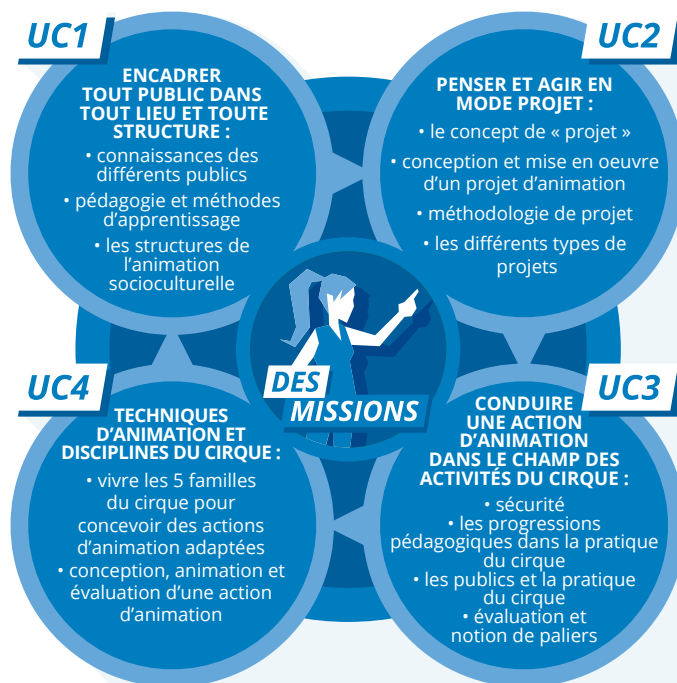 UC1
ENCADRER
TOUT PUBLIC DANS
TOUT LIEU ET TOUTE
STRUCTURE :
• connaissances des
différents publics
• pédagogie et méthodes
d'apprentissage
• les structures de
l'animation
socioculturelle
UC2
PENSER ET AGIR EN
MODE PROJET :
• le concept de « projet »
• conception et mise en oeuvre
d'un projet d'animation
• méthodologie de projet
• les différents types de
projets
DES
MISSIONS
UC4
TECHNIQUES
D'ANIMATION ET
DISCIPLINES DU CIRQUE :
• vivre les 5 familles
du cirque pour
concevoir des actions
d'animation adaptées
• conception, animation et
évaluation d'une action
d'animation
UC3
CONDUIRE
UNE ACTION
D'ANIMATION
DANS LE CHAMP DES
ACTIVITÉS DU CIRQUE :
• sécurité
• les progressions
pédagogiques dans la pratique
du cirque
• les publics et la pratique
du cirque
• évaluation et
notion de paliers